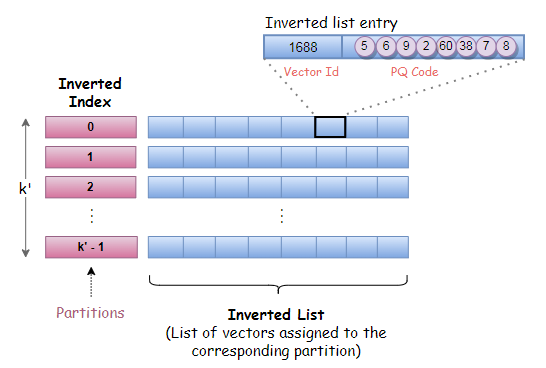 Inverted list entry
1688 5 6 9 2 60 38 7 8
Vector Id PQ Code
Inverted
Index
0
1
k'
2
k' - 1
Partitions
Inverted List
(List of vectors assigned to the
corresponding partition)